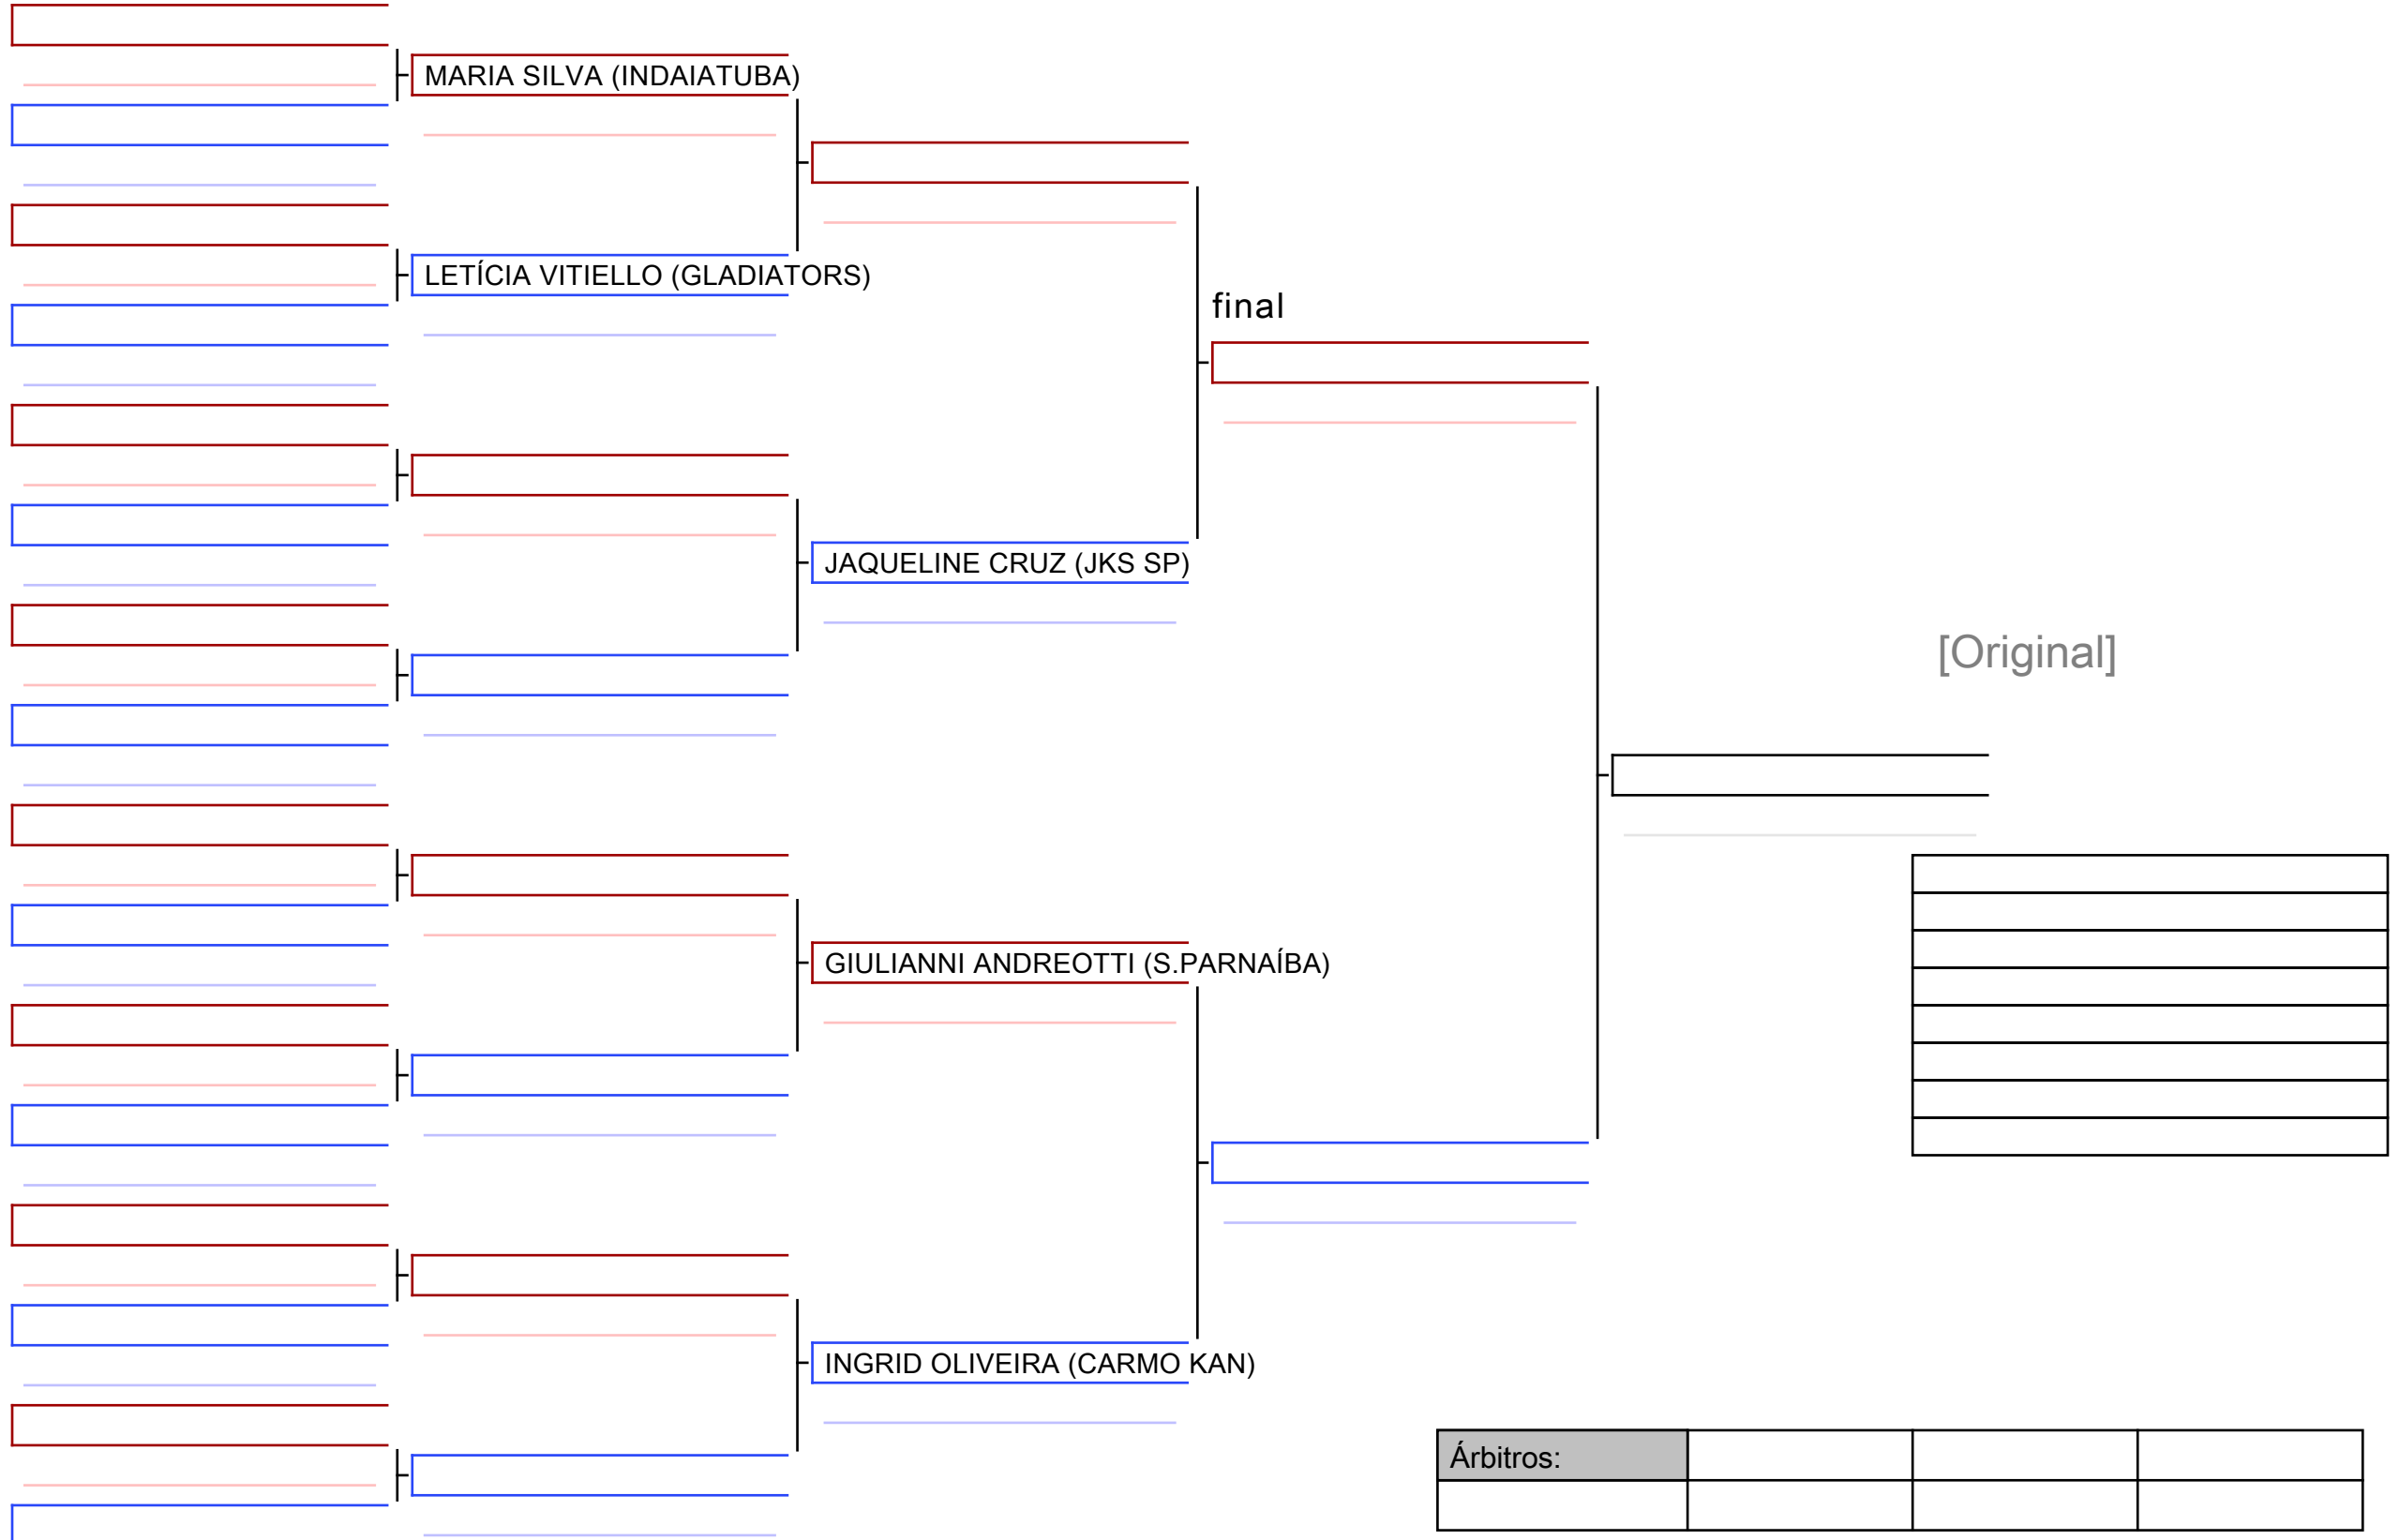 MARIA SILVA (INDAIATUBA)
LETÍCIA VITIELLO (GLADIATORS)
final
JAQUELINE CRUZ (JKS SP)
[Original]
GIULIANNI ANDREOTTI (S.PARNAÍBA)
INGRID OLIVEIRA (CARMO KAN)
Árbitros: